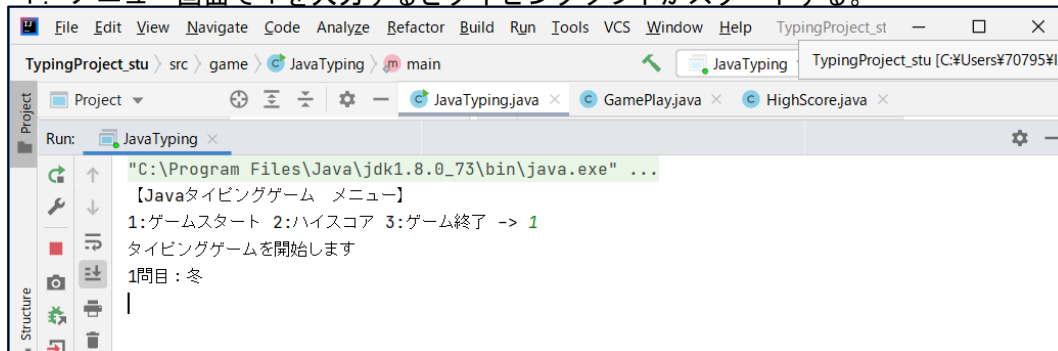 1．メニュー画面で１を入力するとタイピングソフトがスタートする。
File Edit View Navigate Code Analyze Refactor Build Run Tools VCS Window Help TypingProject_st
TypingProject_stu src game JavaTyping main JavaTyping TypingProject_stu [C:¥Users¥70795¥I
Project Project JavaTyping.java GamePlay.java HighScore.java
Run: JavaTyping
"C:\Program Files\Java\jdk1.8.0_73\bin\java.exe" ...
【Javaタイピングゲーム　メニュー】
1:ゲームスタート 2:ハイスコア 3:ゲーム終了 -> 1
タイピングゲームを開始します
1問目：冬
Structure